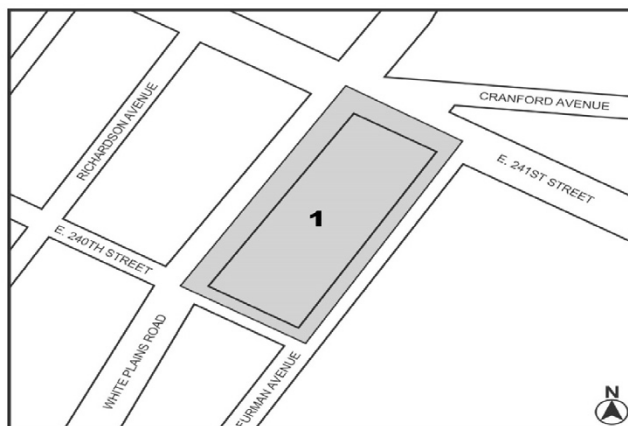 CRANFORD AVENUE
RICHARDSON AVENUE
E. 241ST STREET
1
E. 240TH STREET
WHITE PLAINS ROAD
FURMAN AVENUE
N